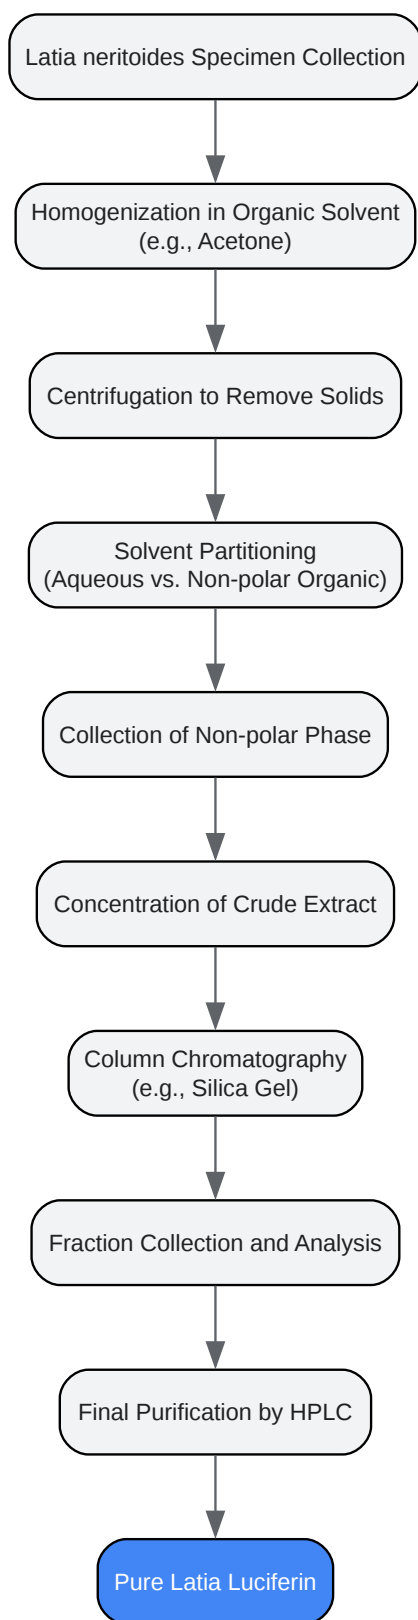 Latia neritoides Specimen Collection
Homogenization in Organic Solvent
(e.g., Acetone)
Centrifugation to Remove Solids
Solvent Partitioning
(Aqueous vs. Non-polar Organic)
Collection of Non-polar Phase
Concentration of Crude Extract
Column Chromatography
(e.g., Silica Gel)
Fraction Collection and Analysis
Final Purification by HPLC
Pure Latia Luciferin